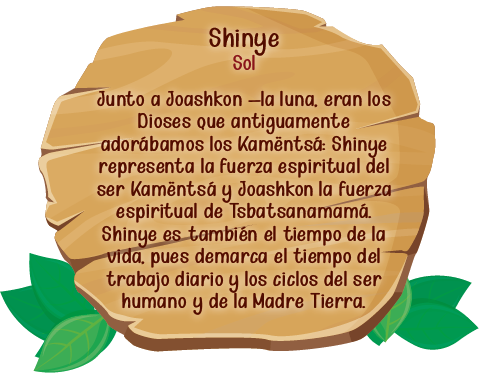 Shinye
Sol
Junto a Joashkon –la luna, eran los
Dioses que antiguamente
adorábamos los Kamëntsá: Shinye
representa la fuerza espiritual del
ser Kamëntsá y Joashkon la fuerza
espiritual de Tsbatsanamamá.
Shinye es también el tiempo de la
vida, pues demarca el tiempo del
trabajo diario y los ciclos del ser
humano y de la Madre Tierra.